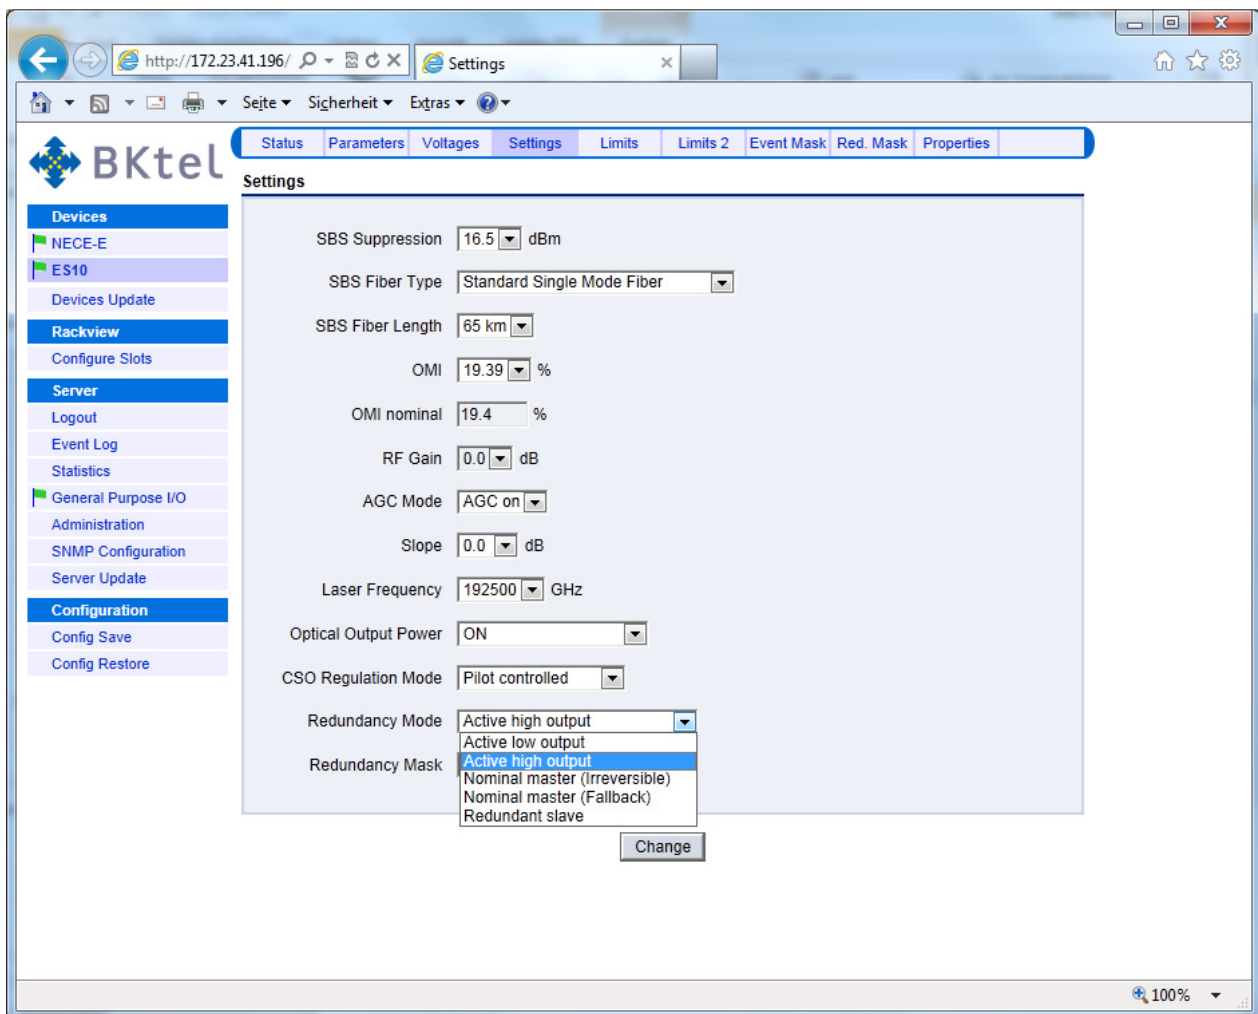 http://172.23.41.196/
Settings
Seite Sicherheit Extras
BKtel
Status Parameters Voltages Settings Limits Limits 2 Event Mask Red. Mask Properties
Settings
Devices
NECE-E
ES10
Devices Update
Rackview
Configure Slots
Server
Logout
Event Log
Statistics
General Purpose I/O
Administration
SNMP Configuration
Server Update
Configuration
Config Save
Config Restore
SBS Suppression 16.5 dBm
SBS Fiber Type Standard Single Mode Fiber
SBS Fiber Length 65 km
OMI 19.39 %
OMI nominal 19.4 %
RF Gain 0.0 dB
AGC Mode AGC on
Slope 0.0 dB
Laser Frequency 192500 GHz
Optical Output Power ON
CSO Regulation Mode Pilot controlled
Redundancy Mode Active high output
Active low output
Active high output
Nominal master (Irreversible)
Nominal master (Fallback)
Redundant slave
Redundancy Mask
Change
100%